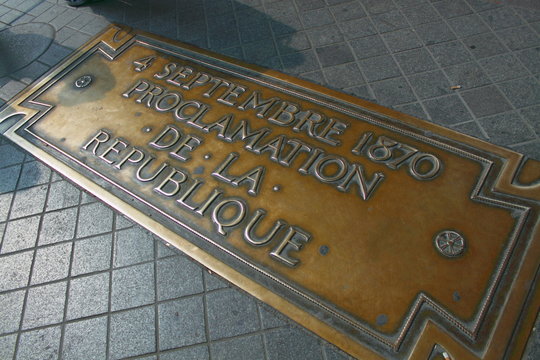 4 SEPTEMBRE 1870
PROCLAMATION
· DE · LA ·
REPUBLIQUE